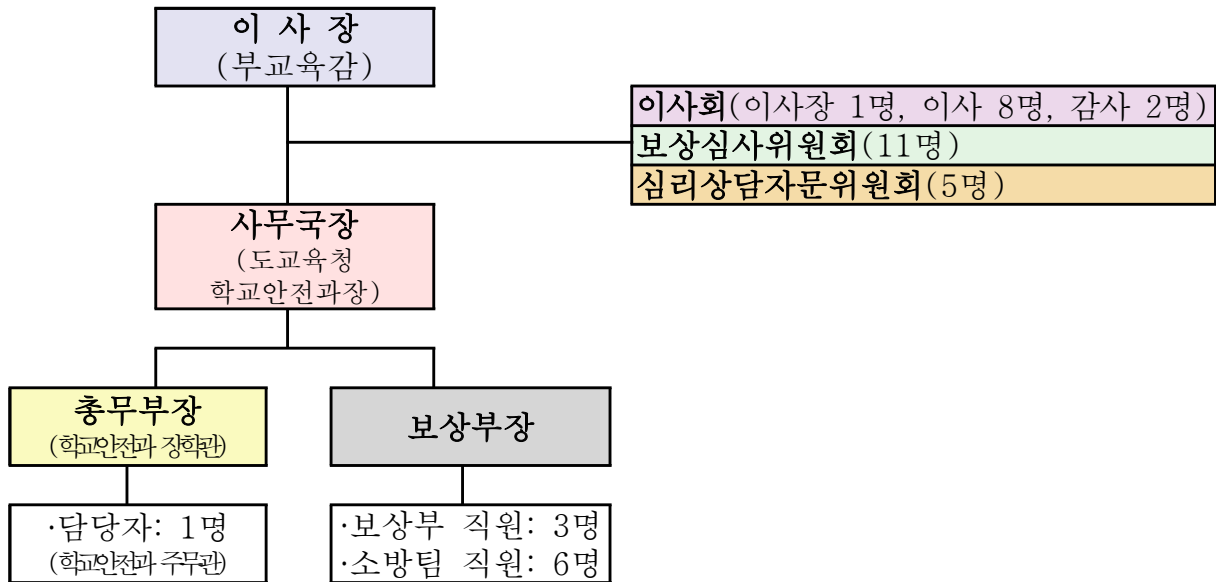 이 사 장
(부교육감)
이사회(이사장 1명, 이사 8명, 감사 2명)
보상심사위원회(11명)
심리상담자문위원회(5명)
사무국장
(도교육청
학교안전과장)
총무부장
(학교안전과 장학관)
보상부장
·담당자: 1명
(학교안전과 주무관)
·보상부 직원: 3명
·소방팀 직원: 6명